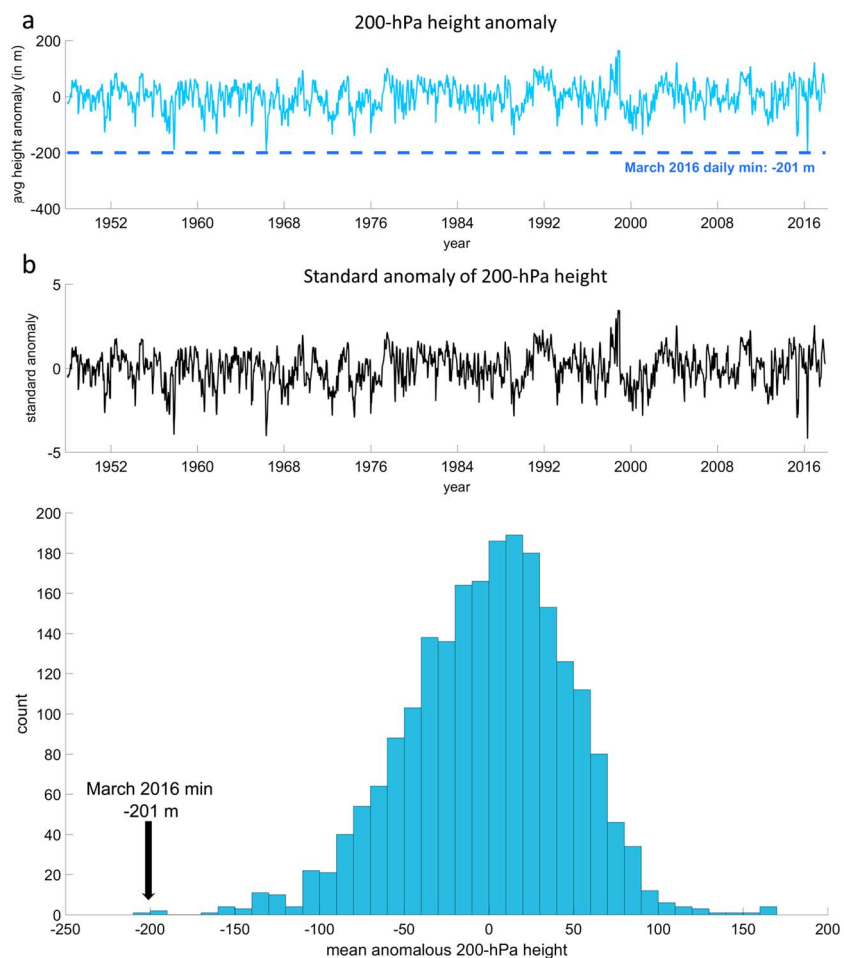 a
200-hPa height anomaly
200
0
-200
-400
avg height anomaly (in m)
March 2016 daily min: -201 m
1952 1960 1968 1976 1984 1992 2000 2008 2016
year
b
Standard anomaly of 200-hPa height
5
0
-5
standard anomaly
1952 1960 1968 1976 1984 1992 2000 2008 2016
year
200
180
160
140
120
100
80
60
40
20
0
count
March 2016 min
-201 m
-250 -200 -150 -100 -50 0 50 100 150 200
mean anomalous 200-hPa height